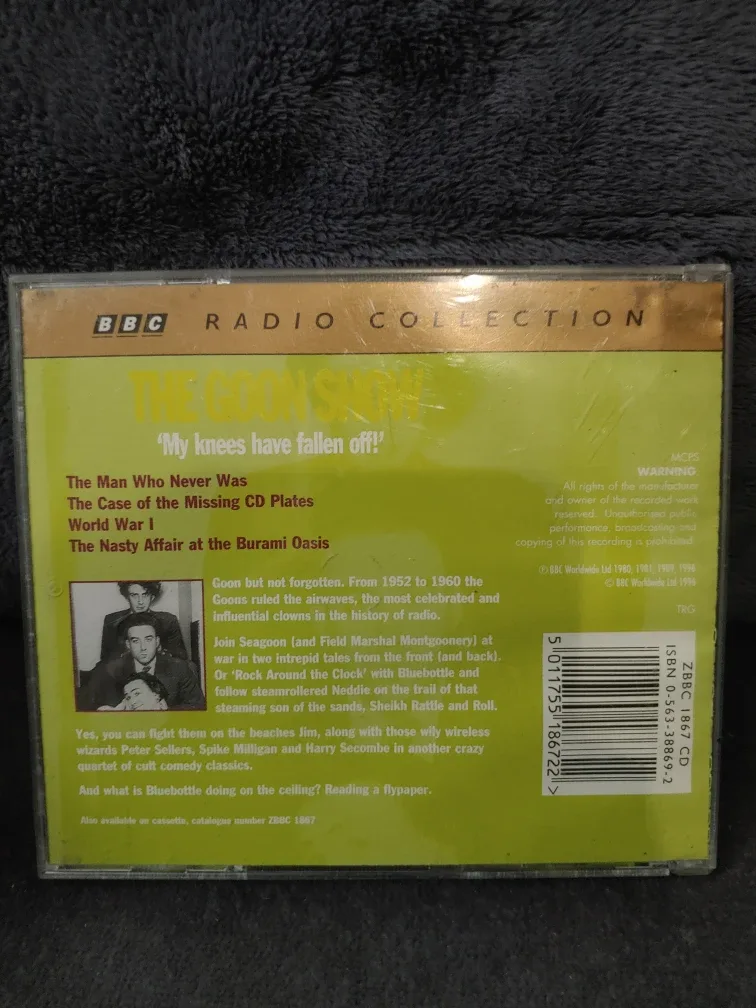 BBC RADIO COLLECTION
THE GOON SHOW
'My knees have fallen off!'
The Man Who Never Was
The Case of the Missing CD Plates
World War I
The Nasty Affair at the Burami Oasis
MCPS
WARNING
All rights of the manufacturer
and owner of the recorded work
reserved. Unauthorised public
performance, broadcasting and
copying of this recording a prohibited.
℗ BBC Worldwide Ltd 1980, 1981, 1989, 1996
© BBC Worldwide Ltd 1996
TRG
Goon but not forgotten. From 1952 to 1960 the
Goons ruled the airwaves, the most celebrated and
influential clowns in the history of radio.
Join Seagoon (and Field Marshal Montgoonery) at
war in two intrepid tales from the front (and back).
Or 'Rock Around the Clock' with Bluebottle and
follow steamrollered Neddie on the trail of that
steaming son of the sands, Sheikh Rattle and Roll.
Yes, you can fight them on the beaches Jim, along with those wily wireless
wizards Peter Sellers, Spike Milligan and Harry Secombe in another crazy
quartet of cult comedy classics.
And what is Bluebottle doing on the ceiling? Reading a flypaper.
Also available on cassette, catalogue number ZBBC 1867
ZBBC 1867 CD
ISBN 0-563-38869-2
5 011755 186722 >